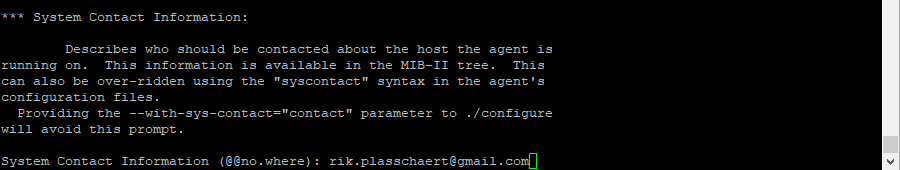 *** System Contact Information:
Describes who should be contacted about the host the agent is
running on.  This information is available in the MIB-II tree.  This
can also be over-ridden using the "syscontact" syntax in the agent's
configuration files.
Providing the --with-sys-contact="contact" parameter to ./configure
will avoid this prompt.
System Contact Information (@@no.where): rik.plasschaert@gmail.com